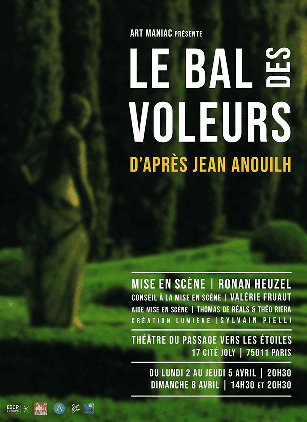 ART MANIAC PRÉSENTE
LE BAL DES
VOLEURS
D'APRÈS JEAN ANOUILH
MISE EN SCÈNE | RONAN HEUZEL
CONSEIL À LA MISE EN SCÈNE | VALÉRIE FRUAUT
AIDE MISE EN SCÈNE | THOMAS DE RÉALS & THÉO RIERA
CRÉATION LUMIÈRE | SYLVAIN PIELLI
THÉÂTRE DU PASSAGE VERS LES ÉTOILES
17 CITÉ JOLY | 75011 PARIS
DU LUNDI 2 AU JEUDI 5 AVRIL | 20H30
DIMANCHE 8 AVRIL | 14H30 ET 20H30
ESCP